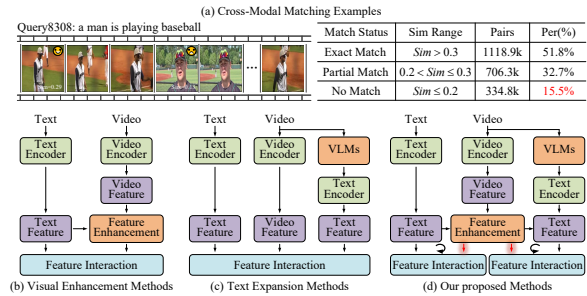 (a) Cross-Modal Matching Examples
Query8308: a man is playing baseball
Match Status Sim Range Pairs Per(%)
Exact Match Sim > 0.3 1118.9k 51.8%
Partial Match 0.2 < Sim ≤ 0.3 706.3k 32.7%
No Match Sim ≤ 0.2 334.8k 15.5%
Text Video
Text Encoder
Video Encoder
Video Feature
Text Feature
Feature Enhancement
Feature Interaction
(b) Visual Enhancement Methods
Text Video
Text Encoder
Video Encoder
VLMs
Text Encoder
Text Feature
Video Feature
Text Feature
Feature Interaction
(c) Text Expansion Methods
Text Video
Text Encoder
Video Encoder
VLMs
Video Feature
Text Encoder
Text Feature
Feature Enhancement
Text Feature
Feature Interaction
Feature Interaction
(d) Our proposed Methods